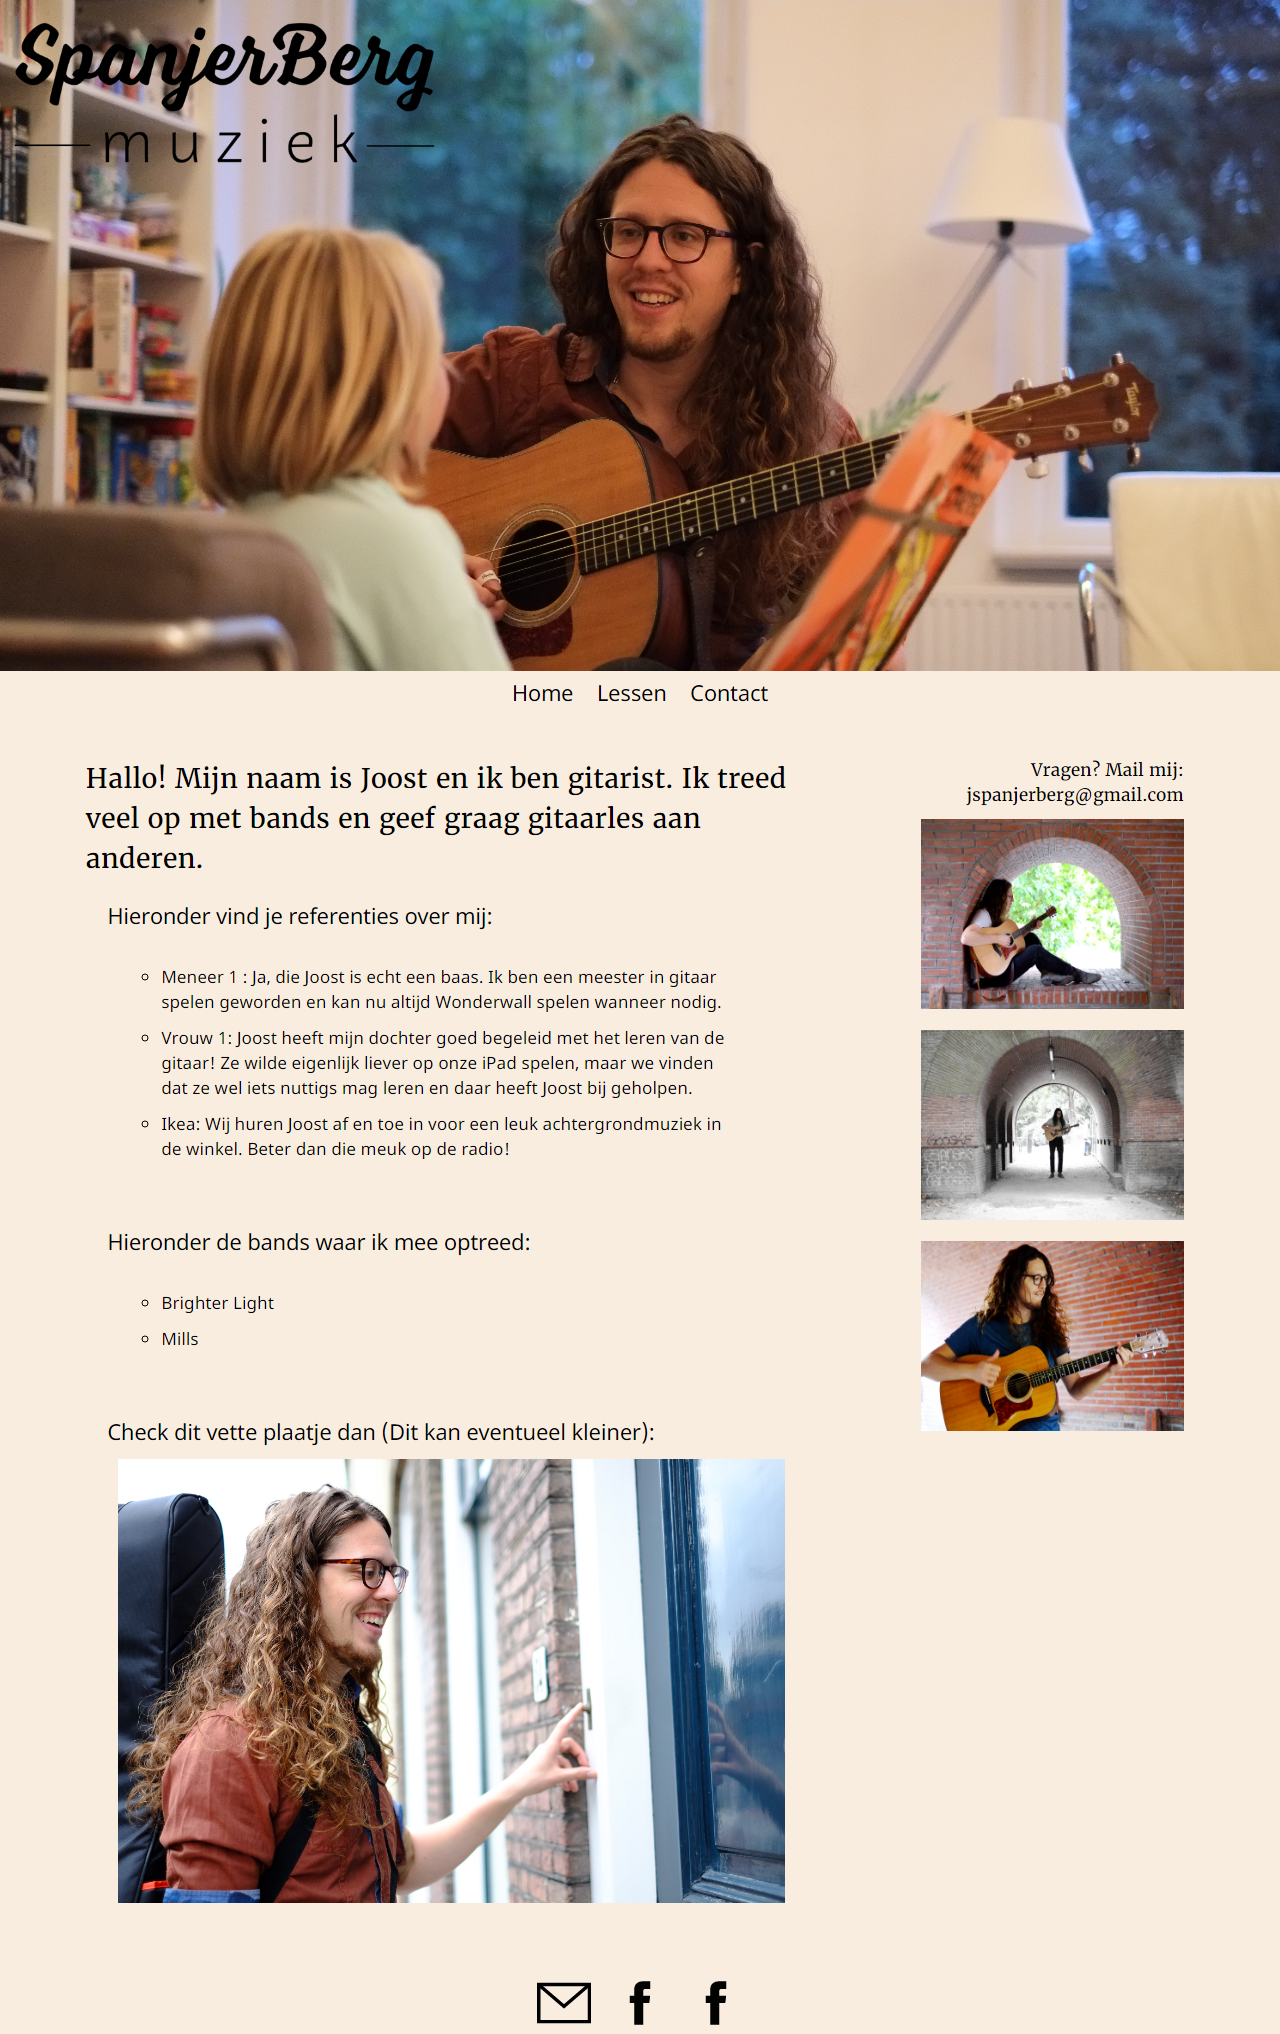 SpanjerBerg
muziek
Taylor
Home Lessen Contact
Hallo! Mijn naam is Joost en ik ben gitarist. Ik treed
veel op met bands en geef graag gitaarles aan
anderen.
Vragen? Mail mij:
jspanjerberg@gmail.com
Hieronder vind je referenties over mij:
Meneer 1 : Ja, die Joost is echt een baas. Ik ben een meester in gitaar
spelen geworden en kan nu altijd Wonderwall spelen wanneer nodig.
Vrouw 1: Joost heeft mijn dochter goed begeleid met het leren van de
gitaar! Ze wilde eigenlijk liever op onze iPad spelen, maar we vinden
dat ze wel iets nuttigs mag leren en daar heeft Joost bij geholpen.
Ikea: Wij huren Joost af en toe in voor een leuk achtergrondmuziek in
de winkel. Beter dan die meuk op de radio!
Hieronder de bands waar ik mee optreed:
Brighter Light
Mills
Check dit vette plaatje dan (Dit kan eventueel kleiner):